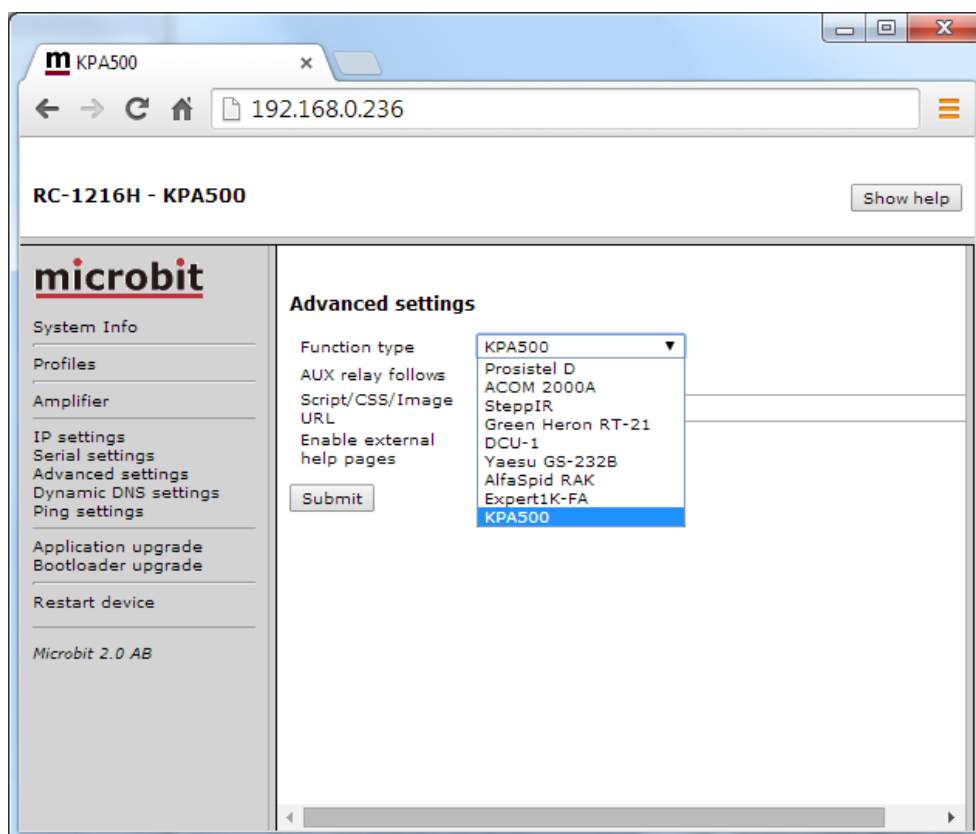 m KPA500
192.168.0.236
RC-1216H - KPA500
Show help
microbit
System Info
Profiles
Amplifier
IP settings
Serial settings
Advanced settings
Dynamic DNS settings
Ping settings
Application upgrade
Bootloader upgrade
Restart device
Microbit 2.0 AB
Advanced settings
Function type
KPA500
AUX relay follows
Script/CSS/Image
URL
Enable external
help pages
Submit
Prosistel D
ACOM 2000A
SteppIR
Green Heron RT-21
DCU-1
Yaesu GS-232B
AlfaSpid RAK
Expert1K-FA
KPA500